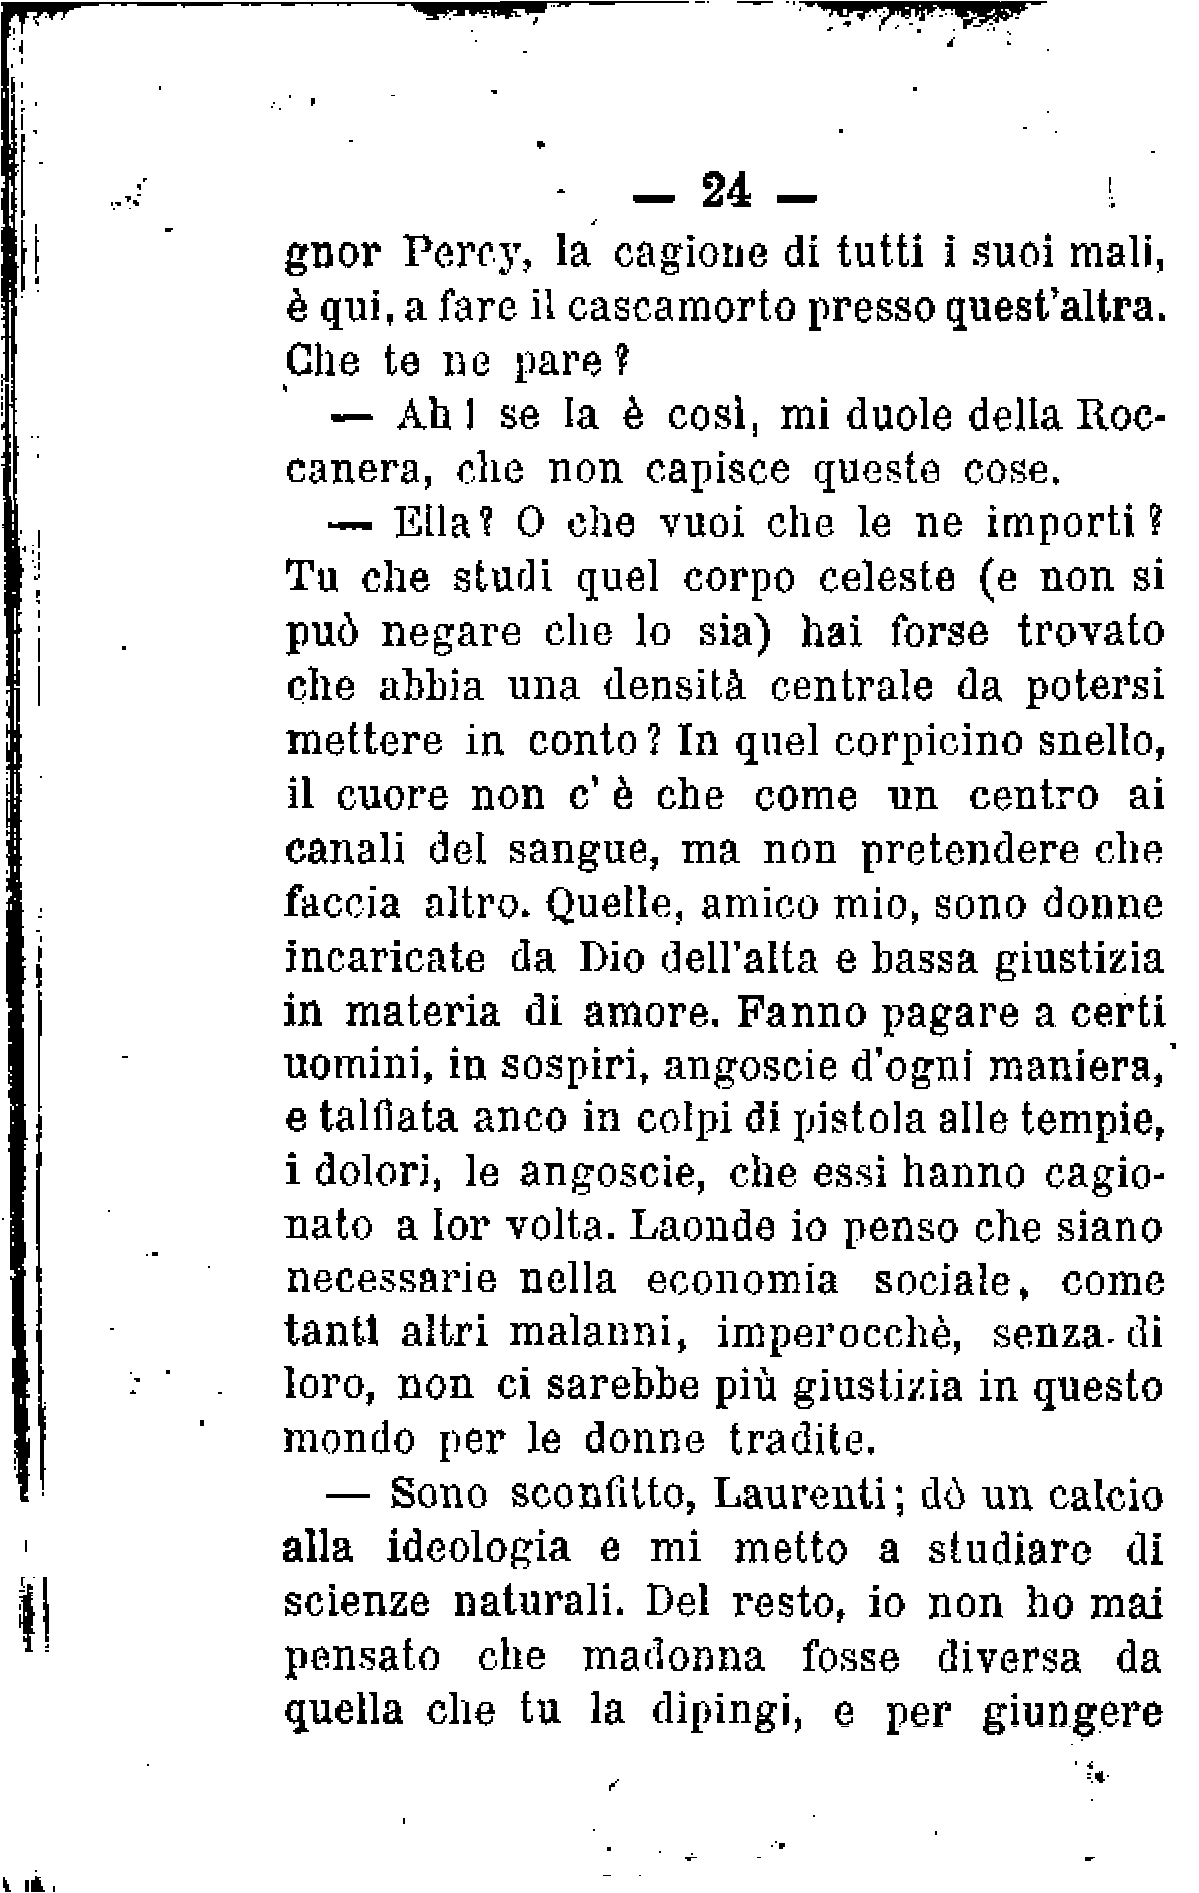 — 24 —
gnor Percy, la cagione di tutti i suoi mali,
è qui, a fare il cascamorto presso quest'altra.
Che te ne pare?
— Ah! se la è così, mi duole della Roc-
canera, che non capisce queste cose.
— Ella? O che vuoi che le ne importi?
Tu che studi quel corpo celeste (e non si
può negare che lo sia) hai forse trovato
che abbia una densità centrale da potersi
mettere in conto? In quel corpicino snello,
il cuore non c'è che come un centro ai
canali del sangue, ma non pretendere che
faccia altro. Quelle, amico mio, sono donne
incaricate da Dio dell'alta e bassa giustizia
in materia di amore. Fanno pagare a certi
uomini, in sospiri, angoscie d'ogni maniera,
e talfiata anco in colpi di pistola alle tempie,
i dolori, le angoscie, che essi hanno cagio-
nato a lor volta. Laonde io penso che siano
necessarie nella economia sociale, come
tanti altri malanni, imperocchè, senza di
loro, non ci sarebbe più giustizia in questo
mondo per le donne tradite.
— Sono sconfitto, Laurenti; dò un calcio
alla ideologia e mi metto a studiare di
scienze naturali. Del resto, io non ho mai
pensato che madonna fosse diversa da
quella che tu la dipingi, e per giungere